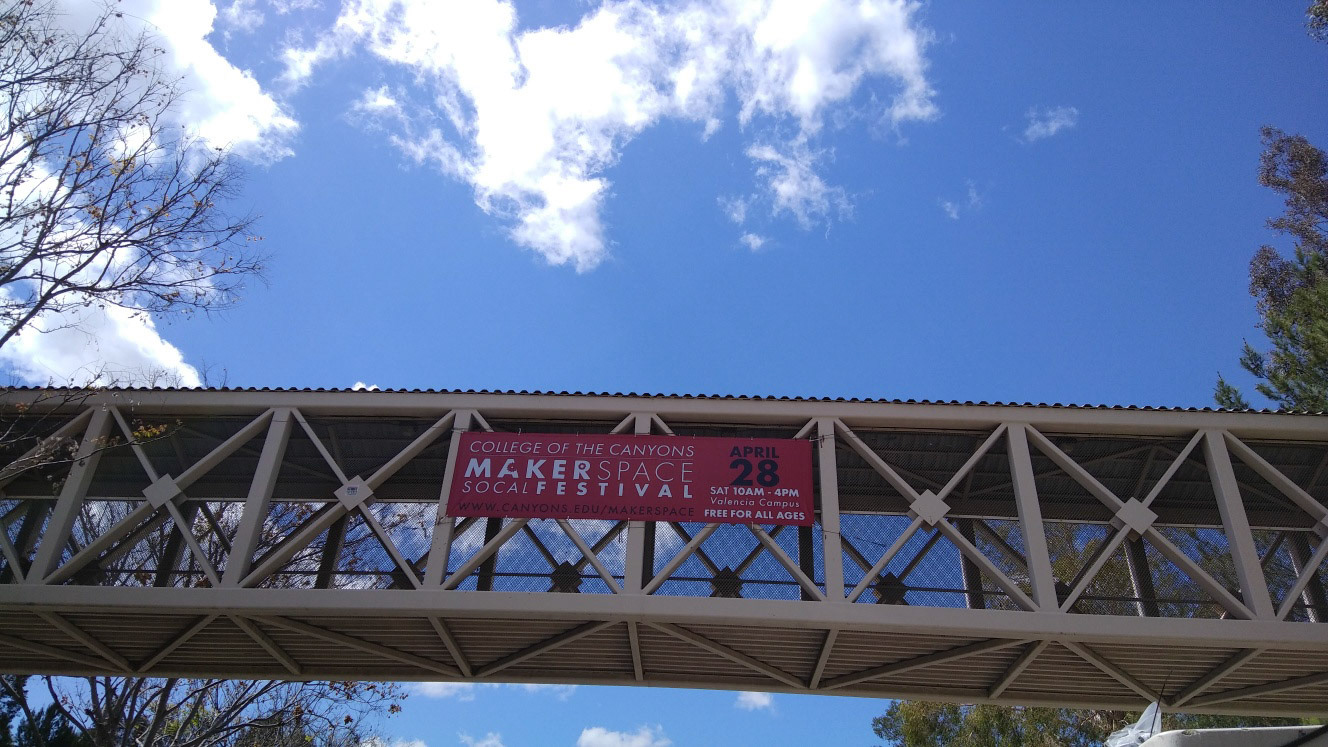 COLLEGE OF THE CANYONS
MAKERSPACE
SOCAL FESTIVAL
WWW.CANYONS.EDU/MAKERSPACE
APRIL
28
SAT 10AM - 4PM
Valencia Campus
FREE FOR ALL AGES